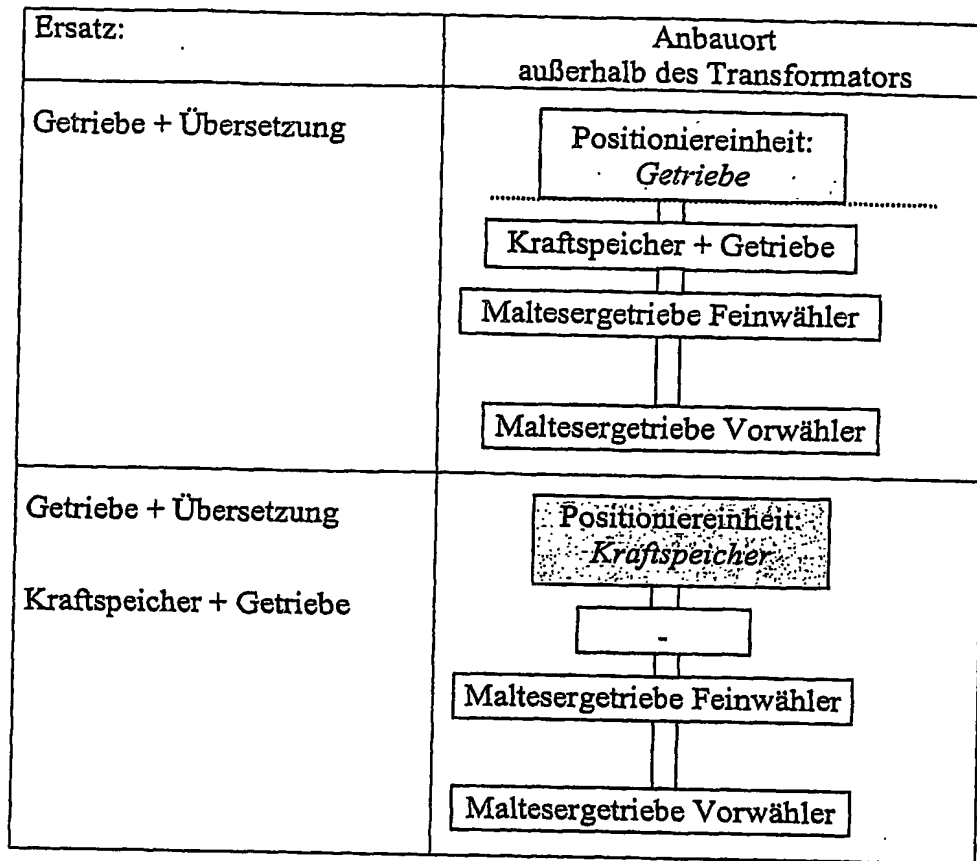 Ersatz:
Anbauort
außerhalb des Transformators
Getriebe + Übersetzung
Positioniereinheit:
Getriebe
Kraftspeicher + Getriebe
Maltesergetriebe Feinwähler
Maltesergetriebe Vorwähler
Getriebe + Übersetzung
Kraftspeicher + Getriebe
Positioniereinheit:
Kraftspeicher
-
Maltesergetriebe Feinwähler
Maltesergetriebe Vorwähler